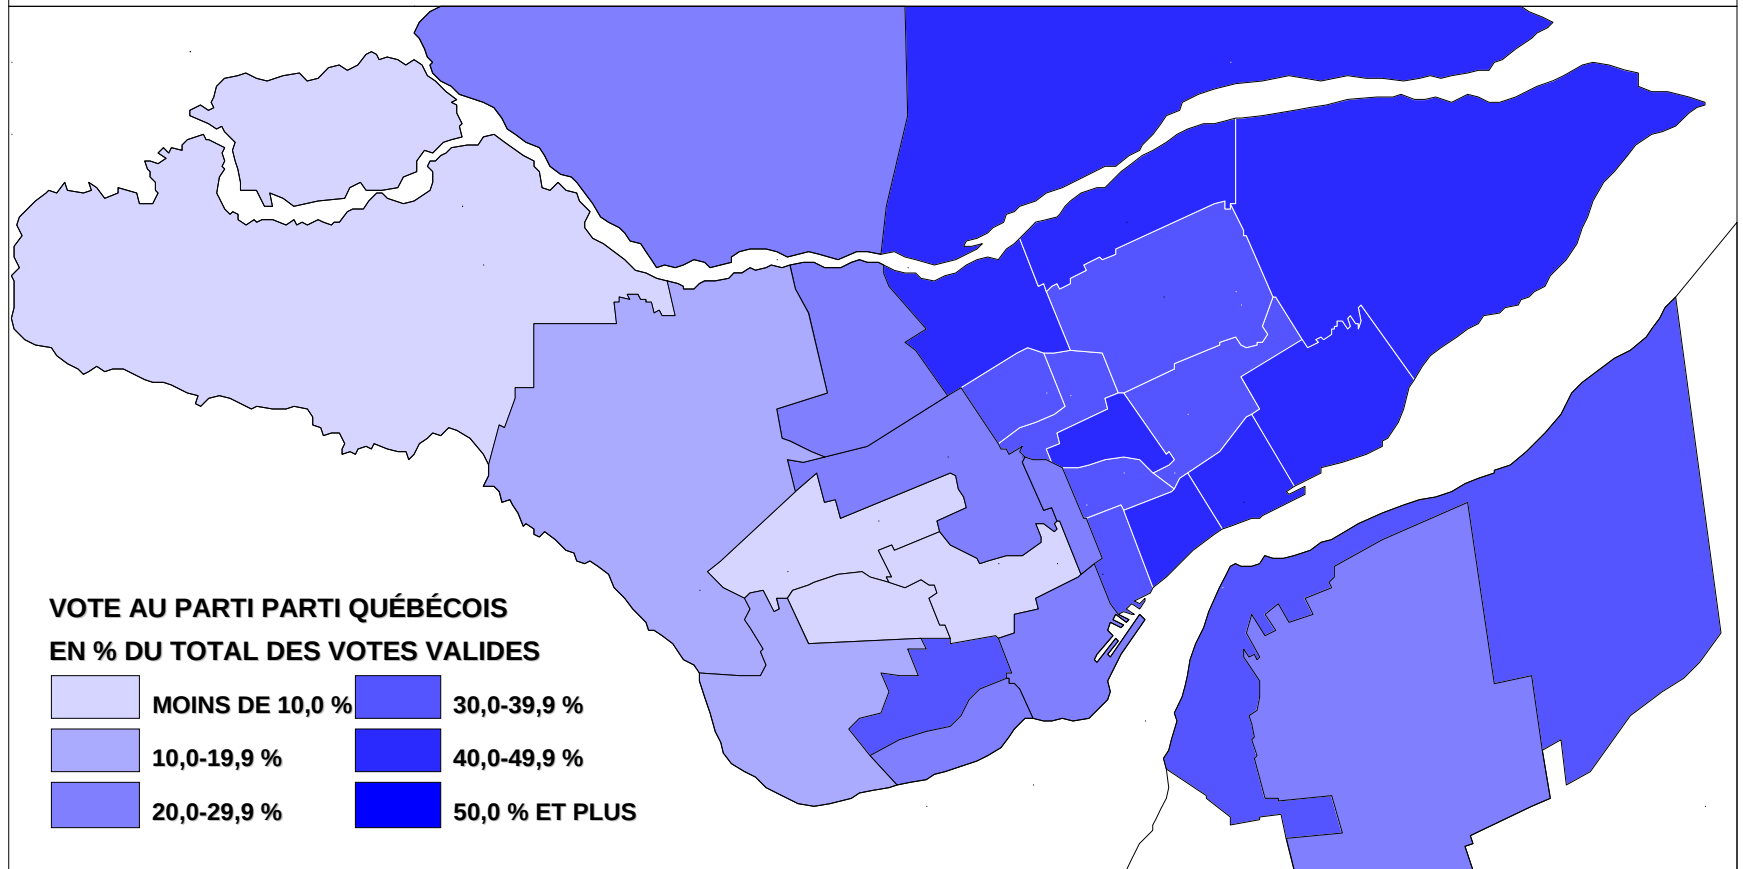 VOTE AU PARTI PARTI QUÉBÉCOIS
EN % DU TOTAL DES VOTES VALIDES
MOINS DE 10,0 %
10,0-19,9 %
20,0-29,9 %
30,0-39,9 %
40,0-49,9 %
50,0 % ET PLUS